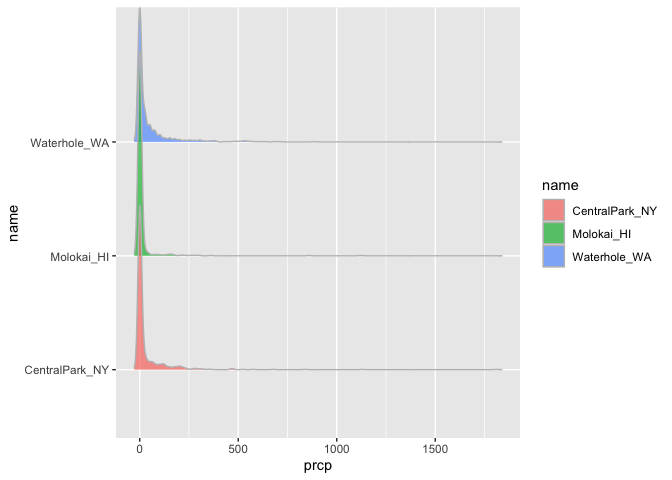 name
Waterhole_WA
Molokai_HI
CentralPark_NY
0 500 1000 1500
prcp
name
CentralPark_NY
Molokai_HI
Waterhole_WA